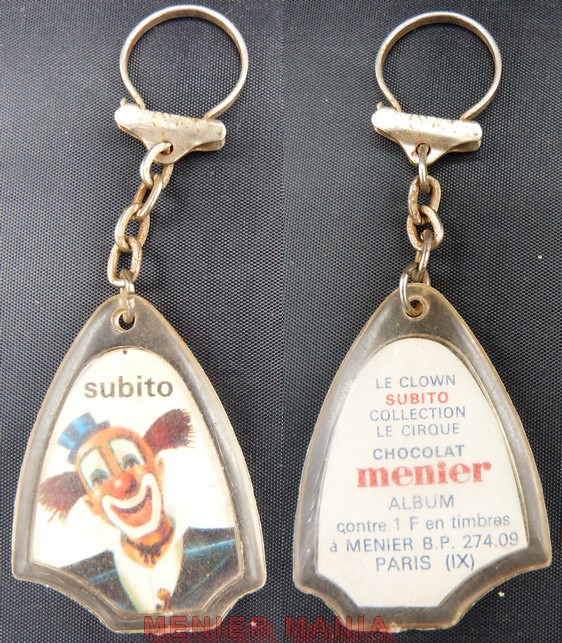 subito
LE CLOWN
SUBITO
COLLECTION
LE CIRQUE
CHOCOLAT
menier
ALBUM
contre 1 F en timbres
à MENIER B.P. 274.09
PARIS (IX)
MENIER MANIA